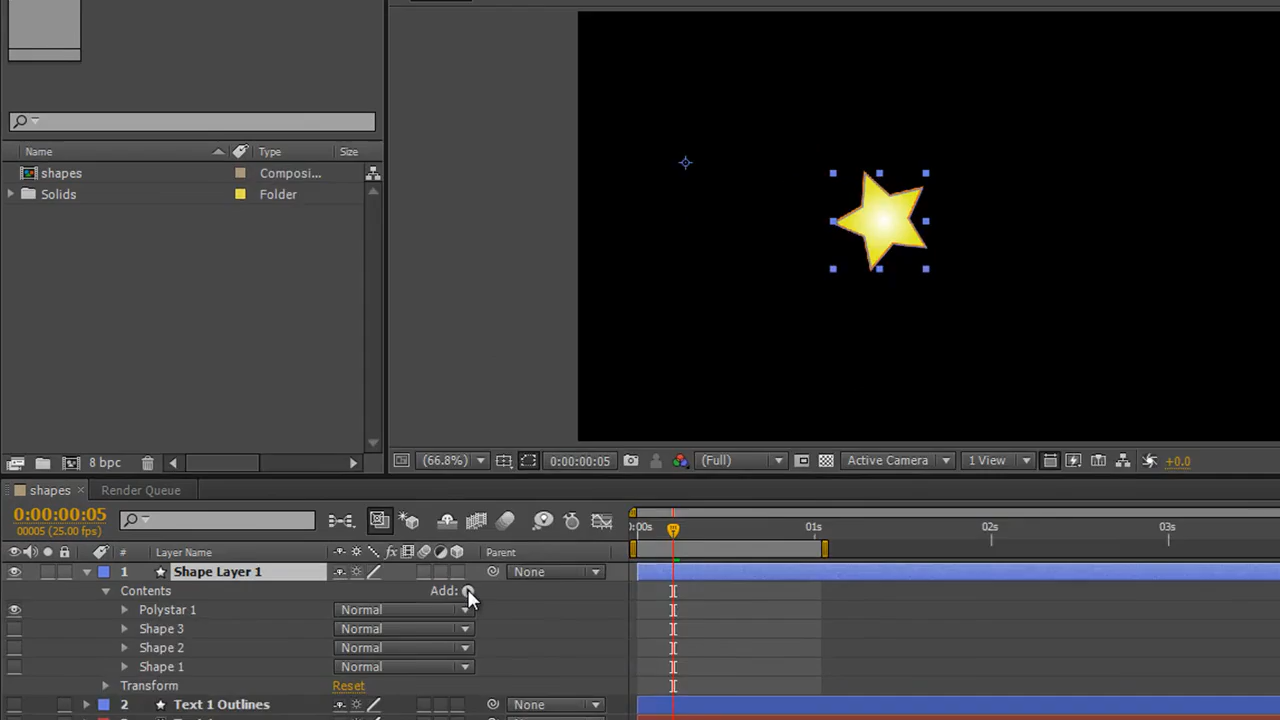 Name Type Size
shapes Composi...
Solids Folder
8 bpc
(66.8%) 0:00:00:05 (Full) Active Camera 1 View +0.0
shapes Render Queue
0:00:00:05
00005 (25.00 fps)
:00s 01s 02s 03s
# Layer Name fx Parent
1 Shape Layer 1 None
Contents Add:
Polystar 1 Normal
Shape 3 Normal
Shape 2 Normal
Shape 1 Normal
Transform Reset
2 Text 1 Outlines None